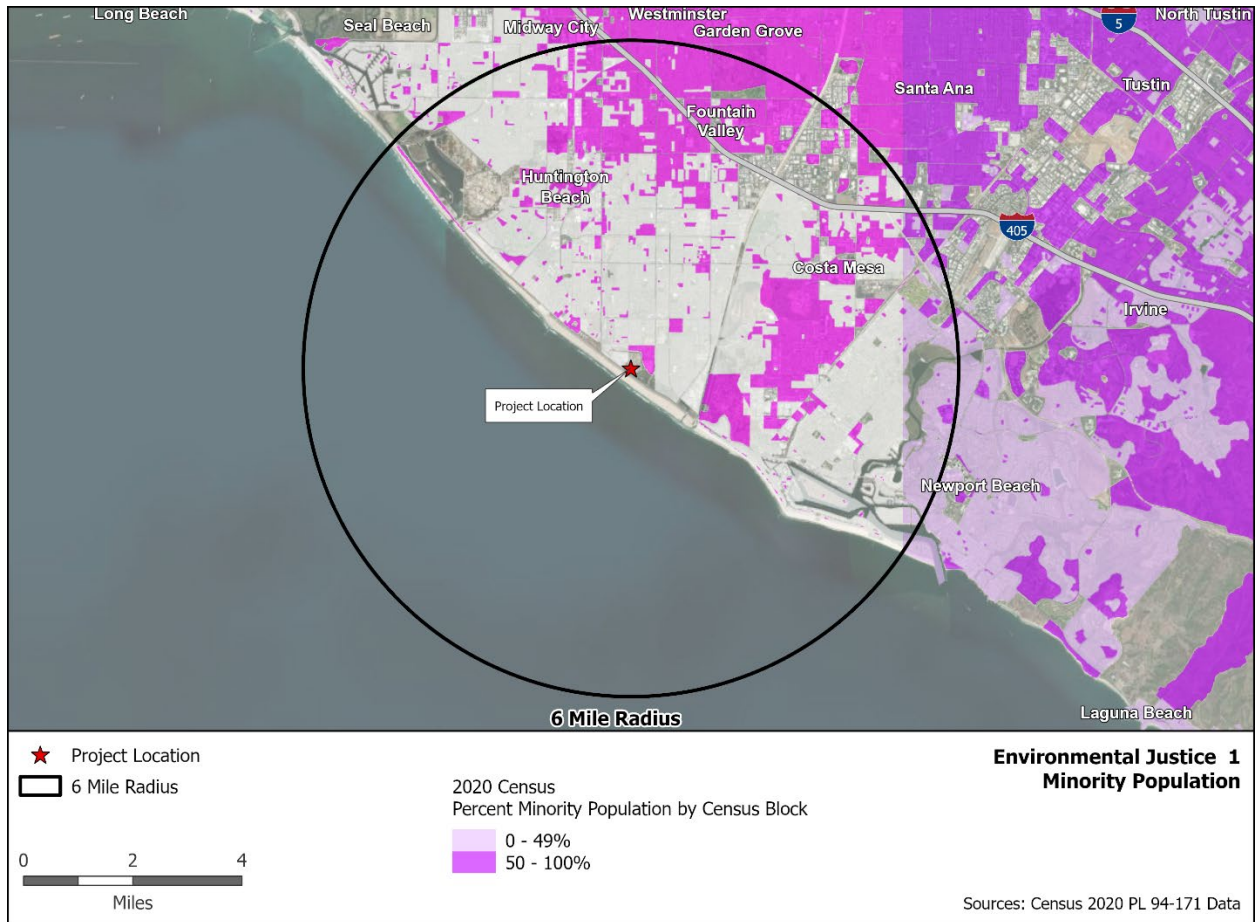 Long Beach
Seal Beach
Midway City
Westminster
Garden Grove
5
North Tustin
Santa Ana
Tustin
Fountain
Valley
Huntington
Beach
405
Costa Mesa
Irvine
Project Location
Newport Beach
Laguna Beach
6 Mile Radius
Project Location
6 Mile Radius
0 2 4
Miles
2020 Census
Percent Minority Population by Census Block
0 - 49%
50 - 100%
Environmental Justice 1
Minority Population
Sources: Census 2020 PL 94-171 Data